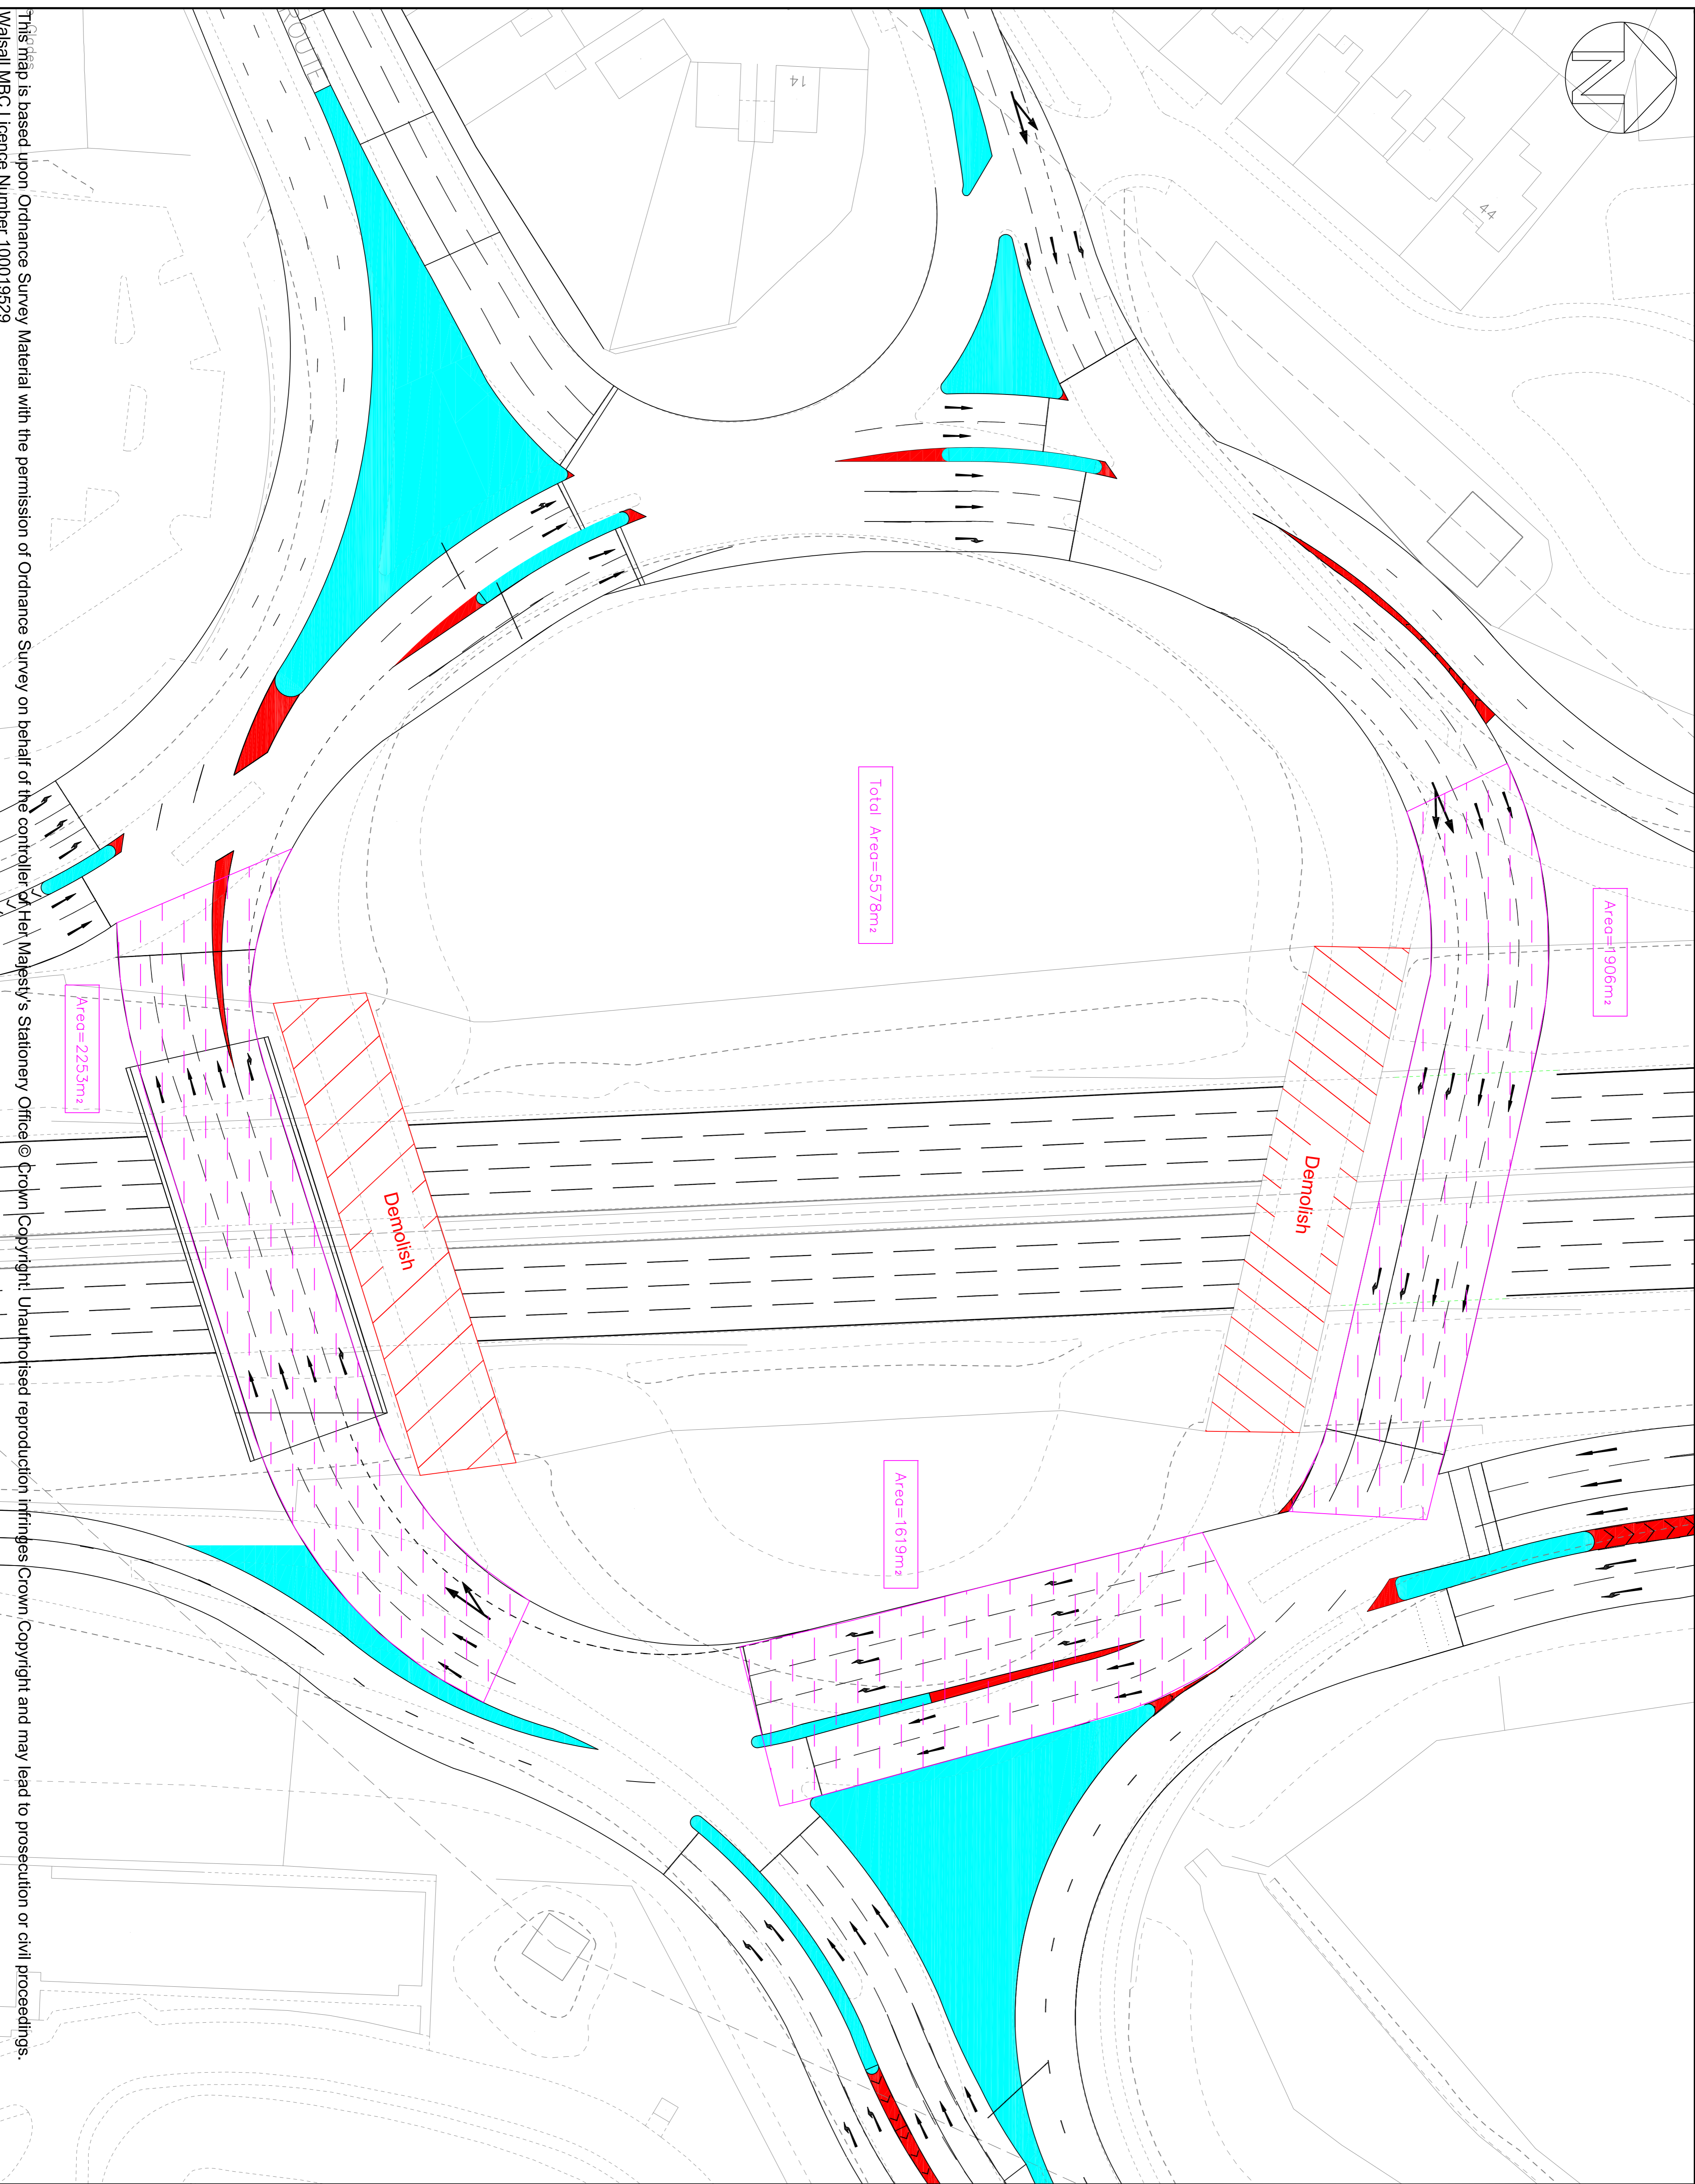 N
14
44
Total Area=5578m₂
Area=1906m₂
Area=2253m₂
Area=1619m₂
Demolish
Demolish
Glades
This map is based upon Ordnance Survey Material with the permission of Ordnance Survey on behalf of the controller of Her Majesty's Stationery Office© Crown Copyright. Unauthorised reproduction infringes Crown Copyright and may lead to prosecution or civil proceedings.
Walsall MBC Licence Number 100019529